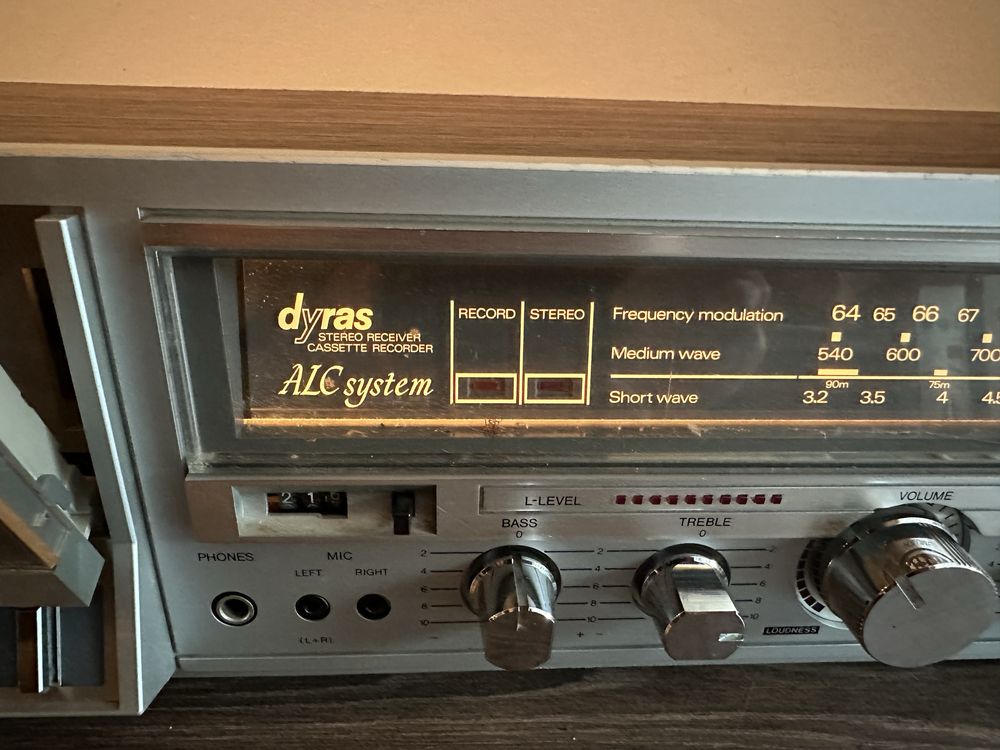 dyras
STEREO RECEIVER
CASSETTE RECORDER
ALC system
RECORD
STEREO
Frequency modulation 64 65 66 67
Medium wave 540 600 700
90m 75m
Short wave 3.2 3.5 4 4.5
2 1
L-LEVEL
VOLUME
BASS
0
TREBLE
0
PHONES
MIC
LEFT RIGHT
(L+R)
2 2 2
4 4 4
6 6 6
8 8 8
10 10 10
- + -
LOUDNESS